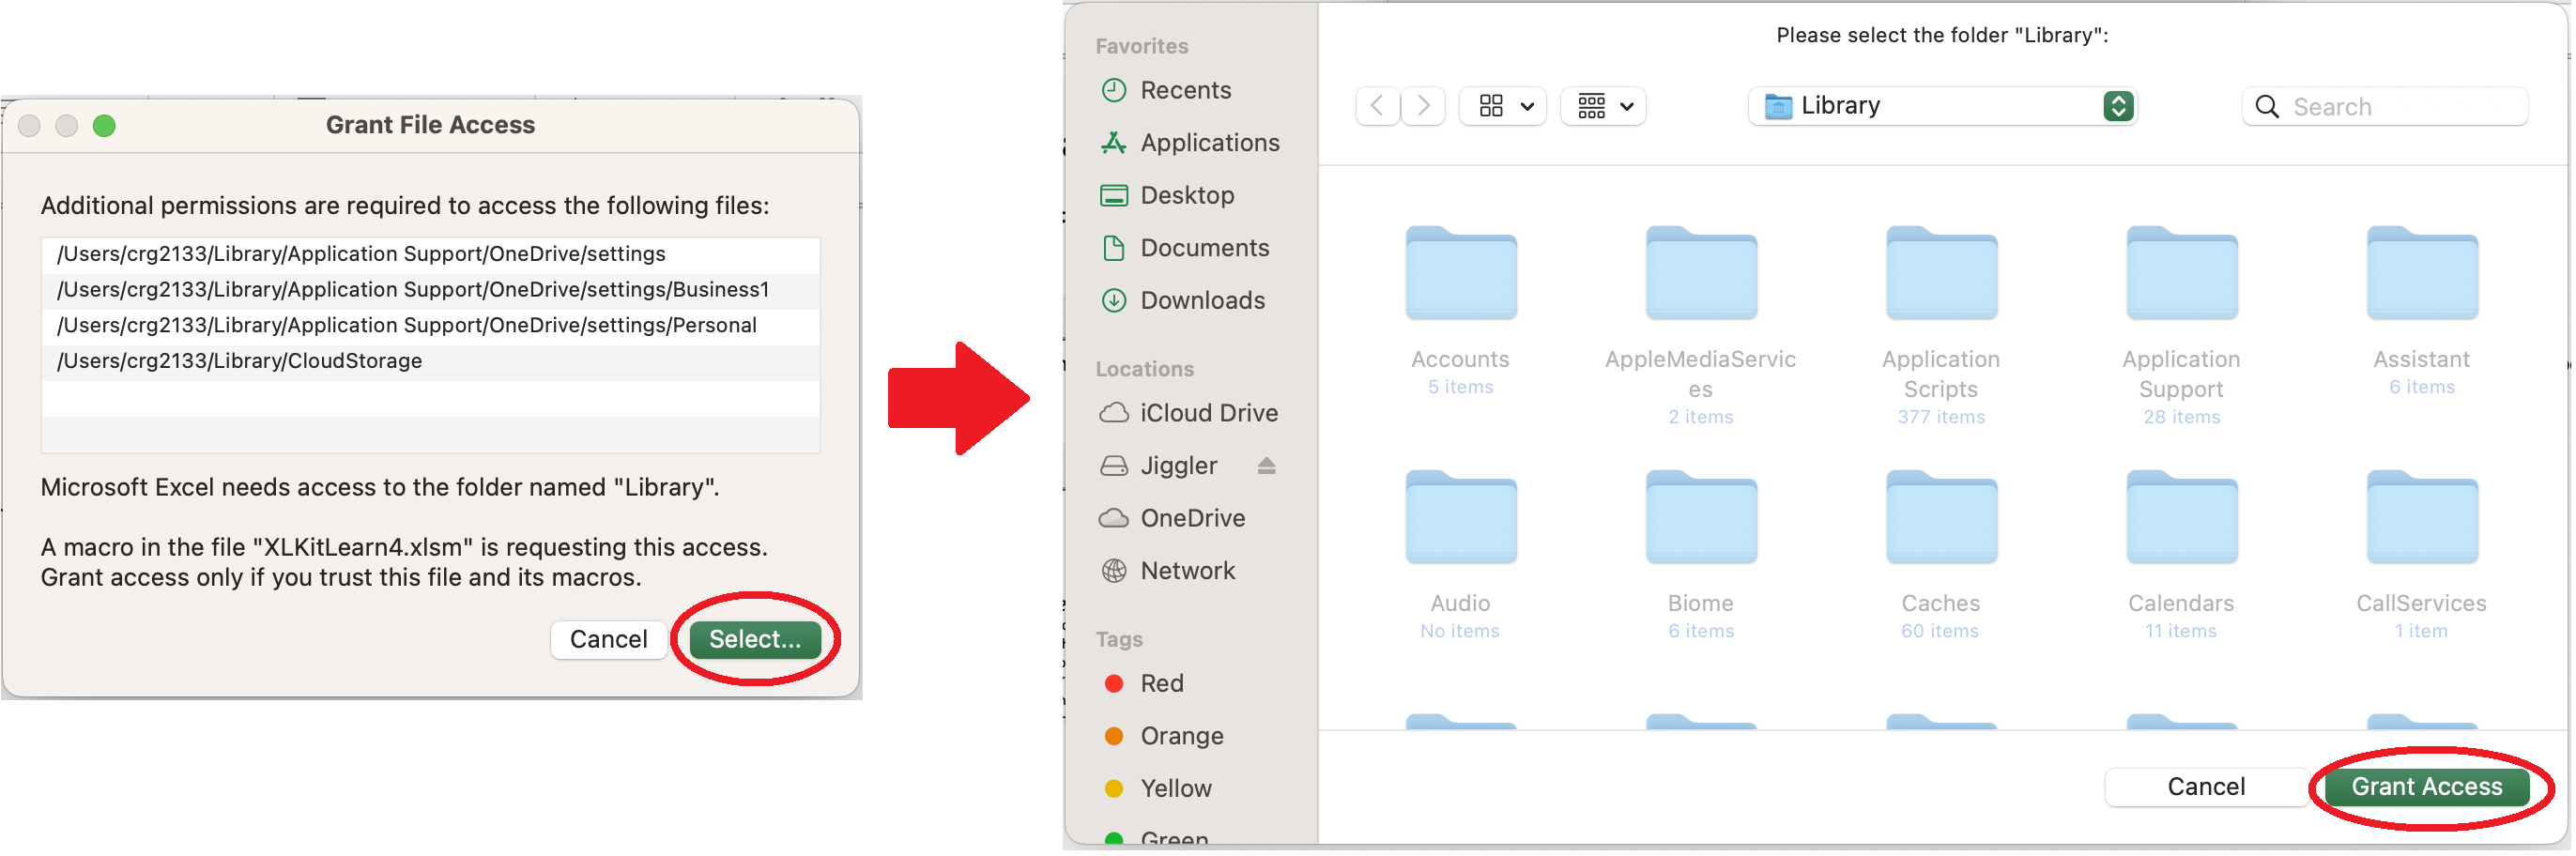 Grant File Access
Additional permissions are required to access the following files:
/Users/crg2133/Library/Application Support/OneDrive/settings
/Users/crg2133/Library/Application Support/OneDrive/settings/Business1
/Users/crg2133/Library/Application Support/OneDrive/settings/Personal
/Users/crg2133/Library/CloudStorage
Microsoft Excel needs access to the folder named "Library".
A macro in the file "XLKitLearn4.xlsm" is requesting this access.
Grant access only if you trust this file and its macros.
Cancel
Select...
Favorites
Recents
Applications
Desktop
Documents
Downloads
Locations
iCloud Drive
Jiggler
OneDrive
Network
Tags
Red
Orange
Yellow
Green
Please select the folder "Library":
Library
Search
Accounts
5 items
AppleMediaServic
es
2 items
Application
Scripts
377 items
Application
Support
28 items
Assistant
6 items
Audio
No items
Biome
6 items
Caches
60 items
Calendars
11 items
CallServices
1 item
Cancel
Grant Access